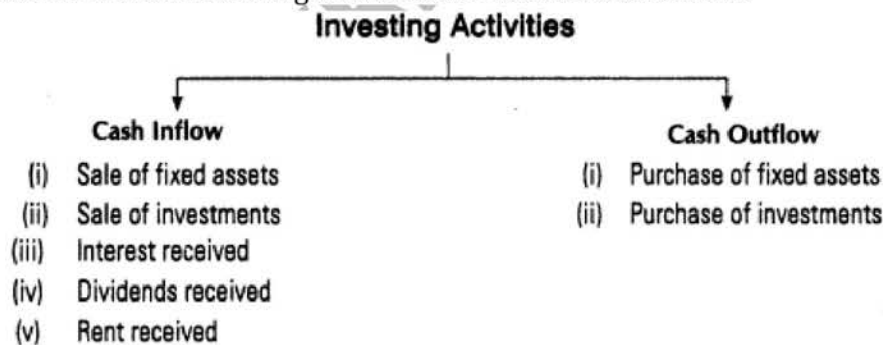 Investing Activities
Cash Inflow
(i) Sale of fixed assets
(ii) Sale of investments
(iii) Interest received
(iv) Dividends received
(v) Rent received
Cash Outflow
(i) Purchase of fixed assets
(ii) Purchase of investments